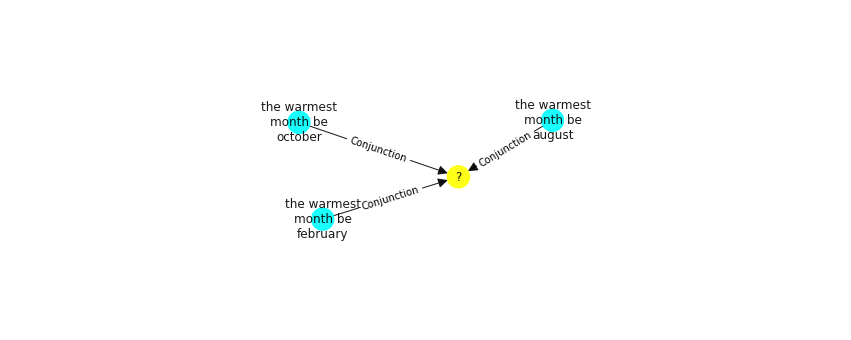 the warmest
month be
october
the warmest
month be
august
Conjunction
Conjunction
?
Conjunction
the warmest
month be
february